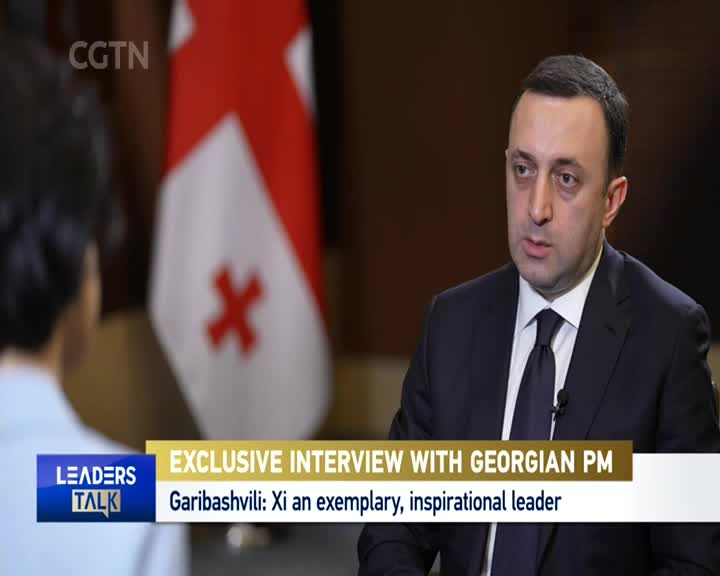 CGTN
EXCLUSIVE INTERVIEW WITH GEORGIAN PM
LEADERS
TALK
Garibashvili: Xi an exemplary, inspirational leader